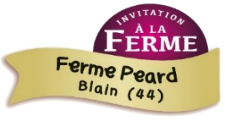 INVITATION
À LA
FERME
Ferme Peard
Blain (44)